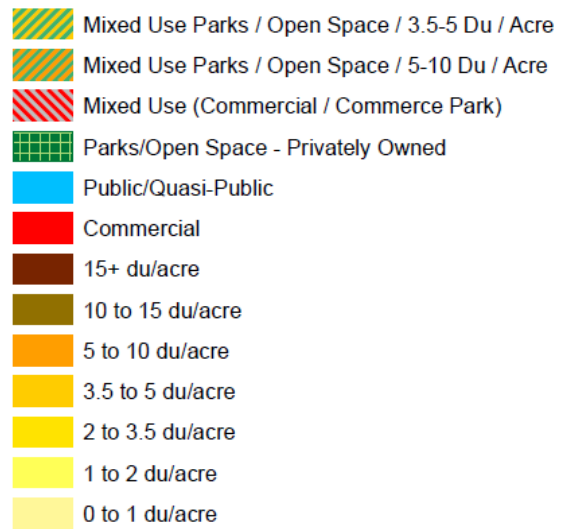 Mixed Use Parks / Open Space / 3.5-5 Du / Acre
Mixed Use Parks / Open Space / 5-10 Du / Acre
Mixed Use (Commercial / Commerce Park)
Parks/Open Space - Privately Owned
Public/Quasi-Public
Commercial
15+ du/acre
10 to 15 du/acre
5 to 10 du/acre
3.5 to 5 du/acre
2 to 3.5 du/acre
1 to 2 du/acre
0 to 1 du/acre